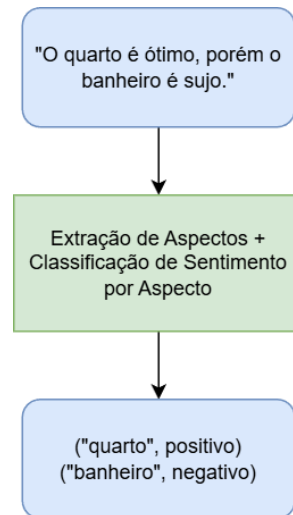 "O quarto é ótimo, porém o
banheiro é sujo."
Extração de Aspectos +
Classificação de Sentimento
por Aspecto
("quarto", positivo)
("banheiro", negativo)